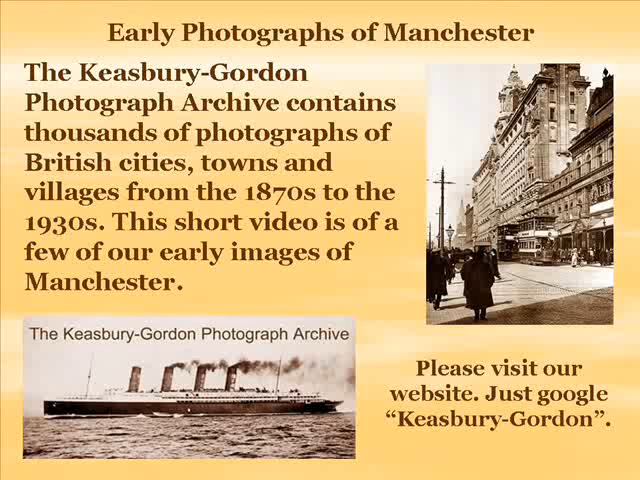 Early Photographs of Manchester
The Keasbury-Gordon
Photograph Archive contains
thousands of photographs of
British cities, towns and
villages from the 1870s to the
1930s. This short video is of a
few of our early images of
Manchester.
The Keasbury-Gordon Photograph Archive
Please visit our
website. Just google
“Keasbury-Gordon”.